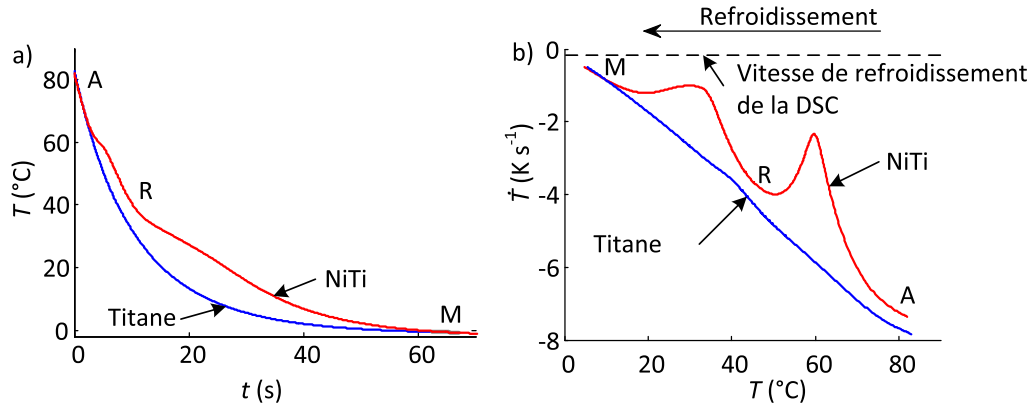 a)
80
60
40
20
0
0
20
40
60
T (°C)
t (s)
A
R
M
NiTi
Titane
Refroidissement
b)
0
-2
-4
-6
-8
0
20
40
60
80
Ṫ (K s⁻¹)
T (°C)
M
Vitesse de refroidissement
de la DSC
R
NiTi
Titane
A